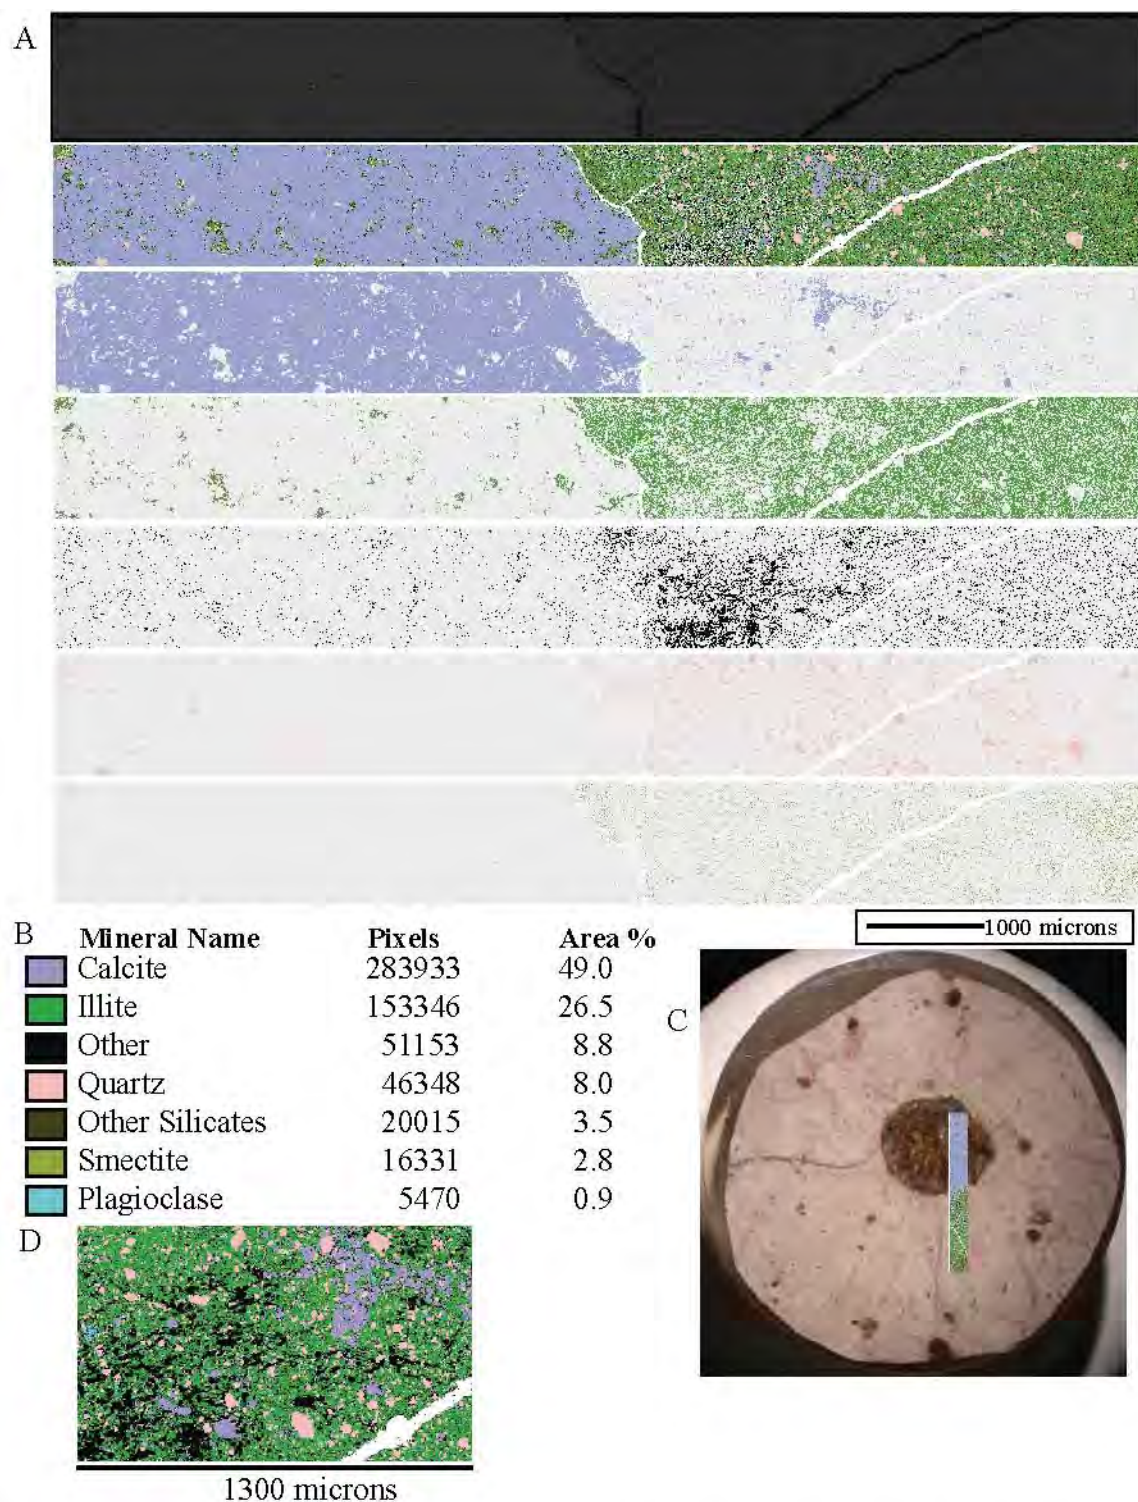 A
1000 microns
B
Mineral Name Pixels Area %
Calcite 283933 49.0
Illite 153346 26.5
Other 51153 8.8
Quartz 46348 8.0
Other Silicates 20015 3.5
Smectite 16331 2.8
Plagioclase 5470 0.9
C
D
1300 microns